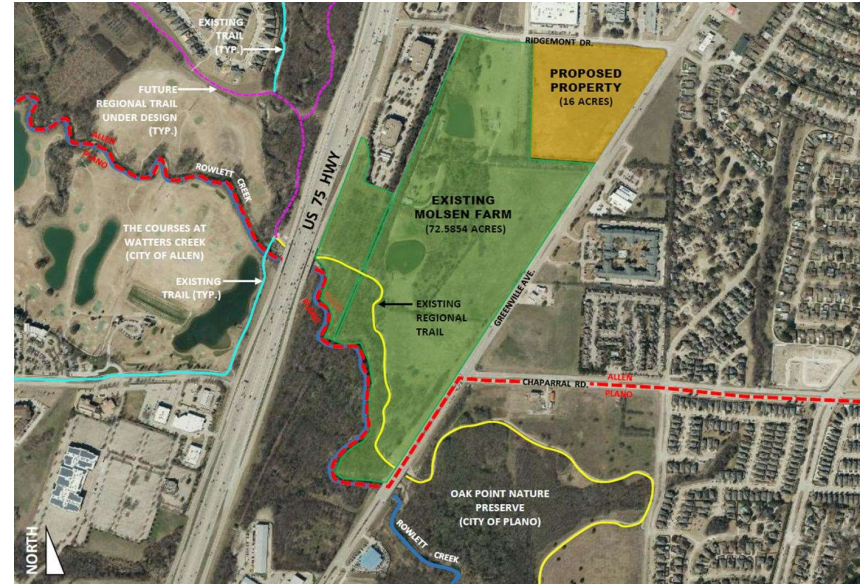 EXISTING
TRAIL
(TYP.)
FUTURE
REGIONAL TRAIL
UNDER DESIGN
(TYP.)
RIDGEMONT DR.
PROPOSED
PROPERTY
(16 ACRES)
ALLEN
PLANO
ROWLETT CREEK
US 75 HWY
EXISTING
MOLSEN FARM
(72.5854 ACRES)
THE COURSES AT
WATTERS CREEK
(CITY OF ALLEN)
EXISTING
TRAIL (TYP.)
ALLEN
PLANO
EXISTING
REGIONAL
TRAIL
GREENVILLE AVE.
CHAPARRAL RD.
ALLEN
PLANO
OAK POINT NATURE
PRESERVE
(CITY OF PLANO)
ROWLETT CREEK
NORTH